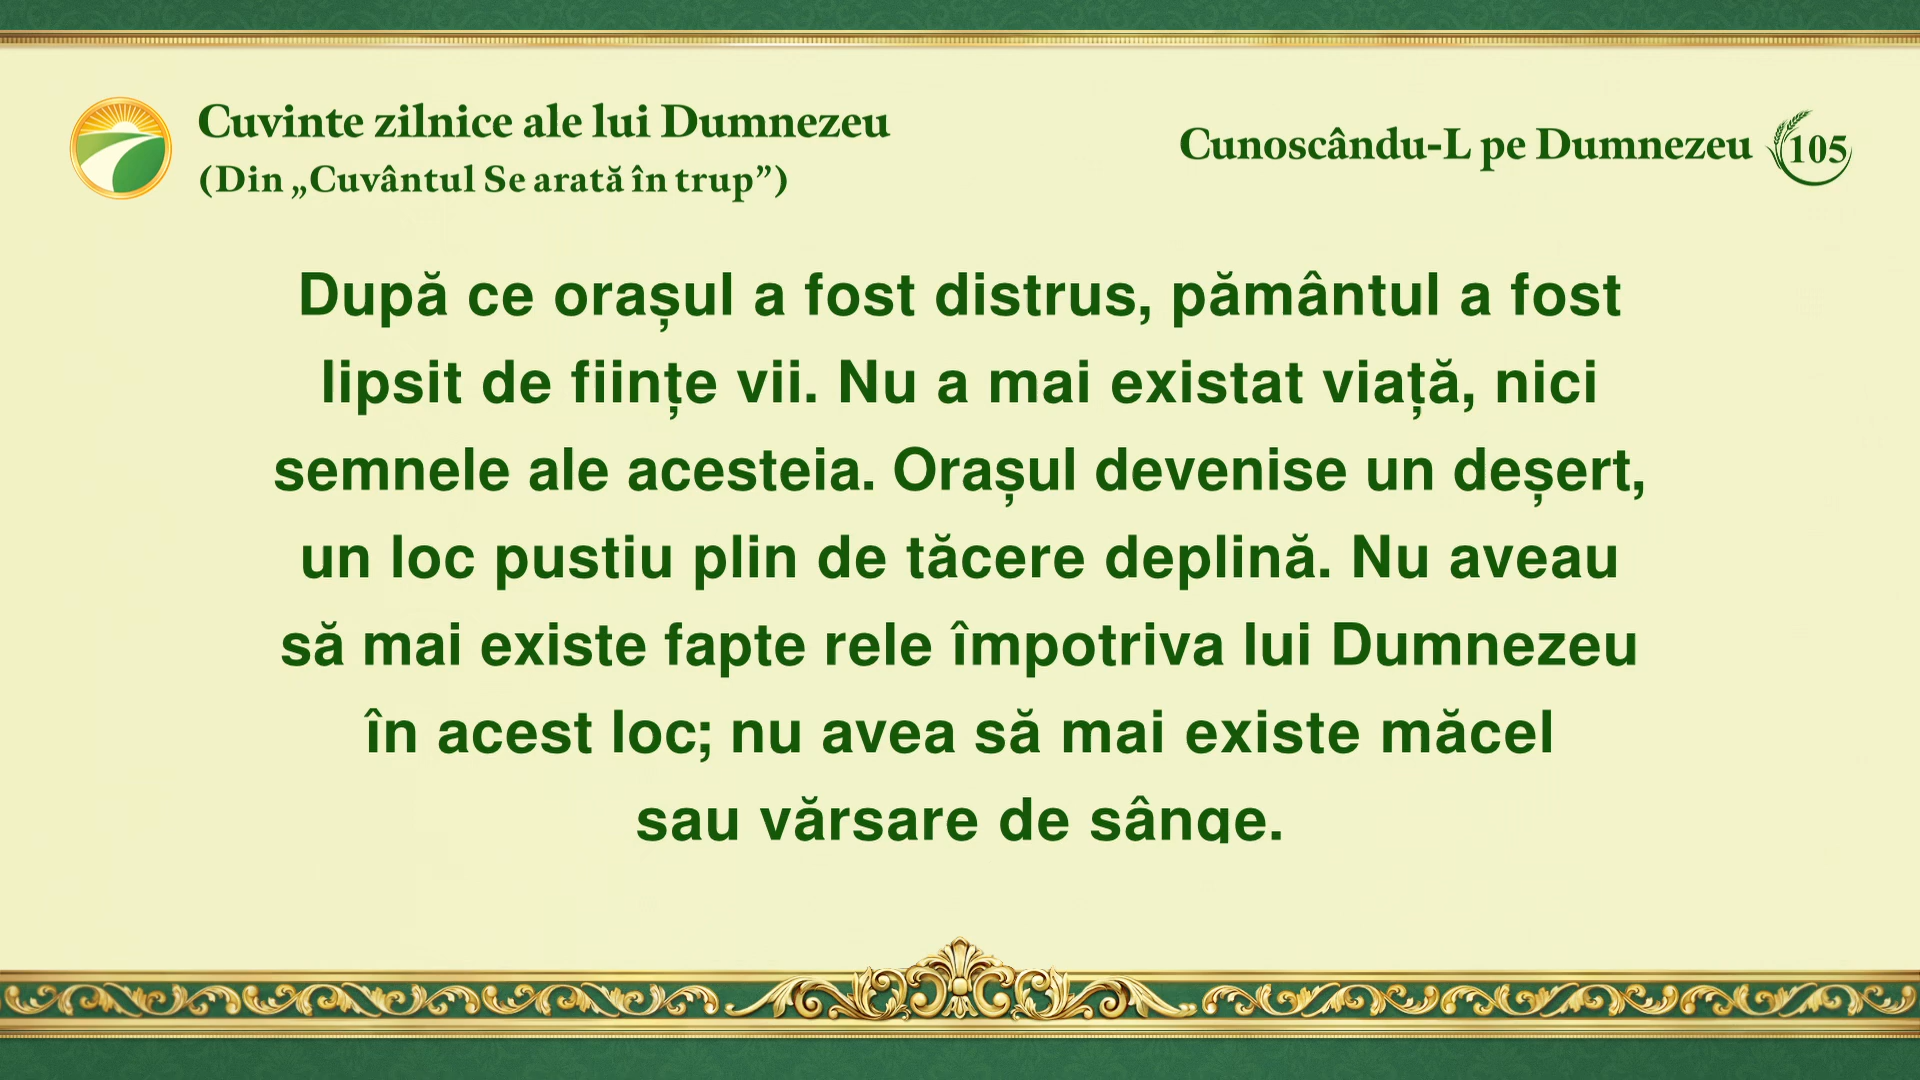 Cuvinte zilnice ale lui Dumnezeu
(Din „Cuvântul Se arată în trup”)
Cunoscându-L pe Dumnezeu 105
După ce orașul a fost distrus, pământul a fost
lipsit de ființe vii. Nu a mai existat viață, nici
semnele ale acesteia. Orașul devenise un deșert,
un loc pustiu plin de tăcere deplină. Nu aveau
să mai existe fapte rele împotriva lui Dumnezeu
în acest loc; nu avea să mai existe măcel
sau vărsare de sânge.